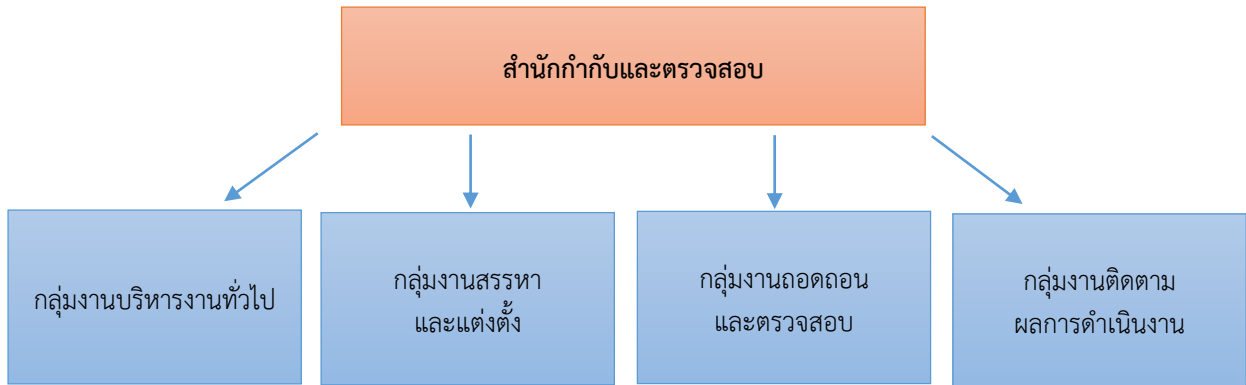 สำนักกำกับและตรวจสอบ
กลุ่มงานบริหารงานทั่วไป
กลุ่มงานสรรหา
และแต่งตั้ง
กลุ่มงานถอดถอน
และตรวจสอบ
กลุ่มงานติดตาม
ผลการดำเนินงาน